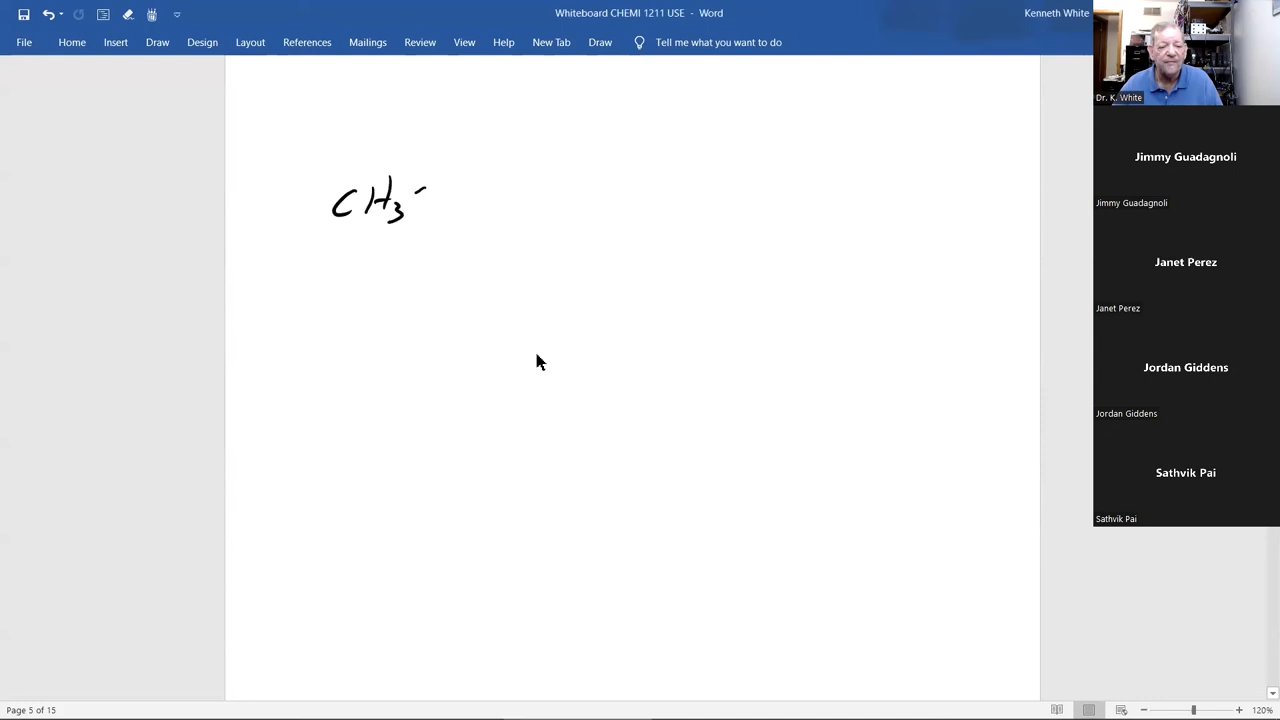 Whiteboard CHEMI 1211 USE - Word
Kenneth White
File Home Insert Draw Design Layout References Mailings Review View Help New Tab Draw Tell me what you want to do
CH3-
Dr. K. White
Jimmy Guadagnoli
Jimmy Guadagnoli
Janet Perez
Janet Perez
Jordan Giddens
Jordan Giddens
Sathvik Pai
Sathvik Pai
Page 5 of 15
120%